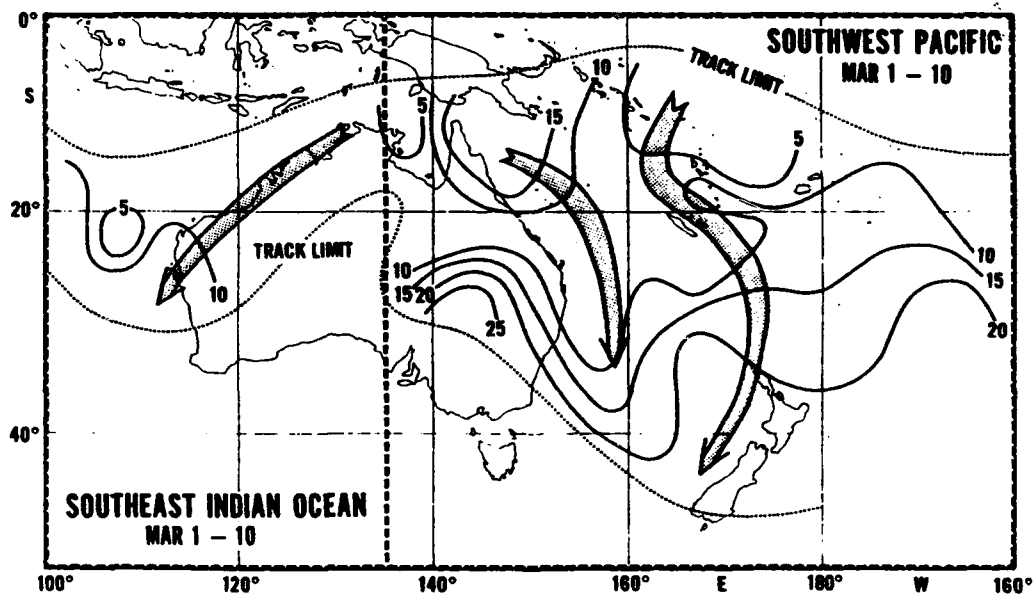 0°
SOUTHWEST PACIFIC
MAR 1 – 10
TRACK LIMIT
10
S
5
15
5
5
20°
TRACK LIMIT
10
10
10
15
15 20
25
20
40°
SOUTHEAST INDIAN OCEAN
MAR 1 – 10
100°
120°
140°
160°
E
180°
W
160°